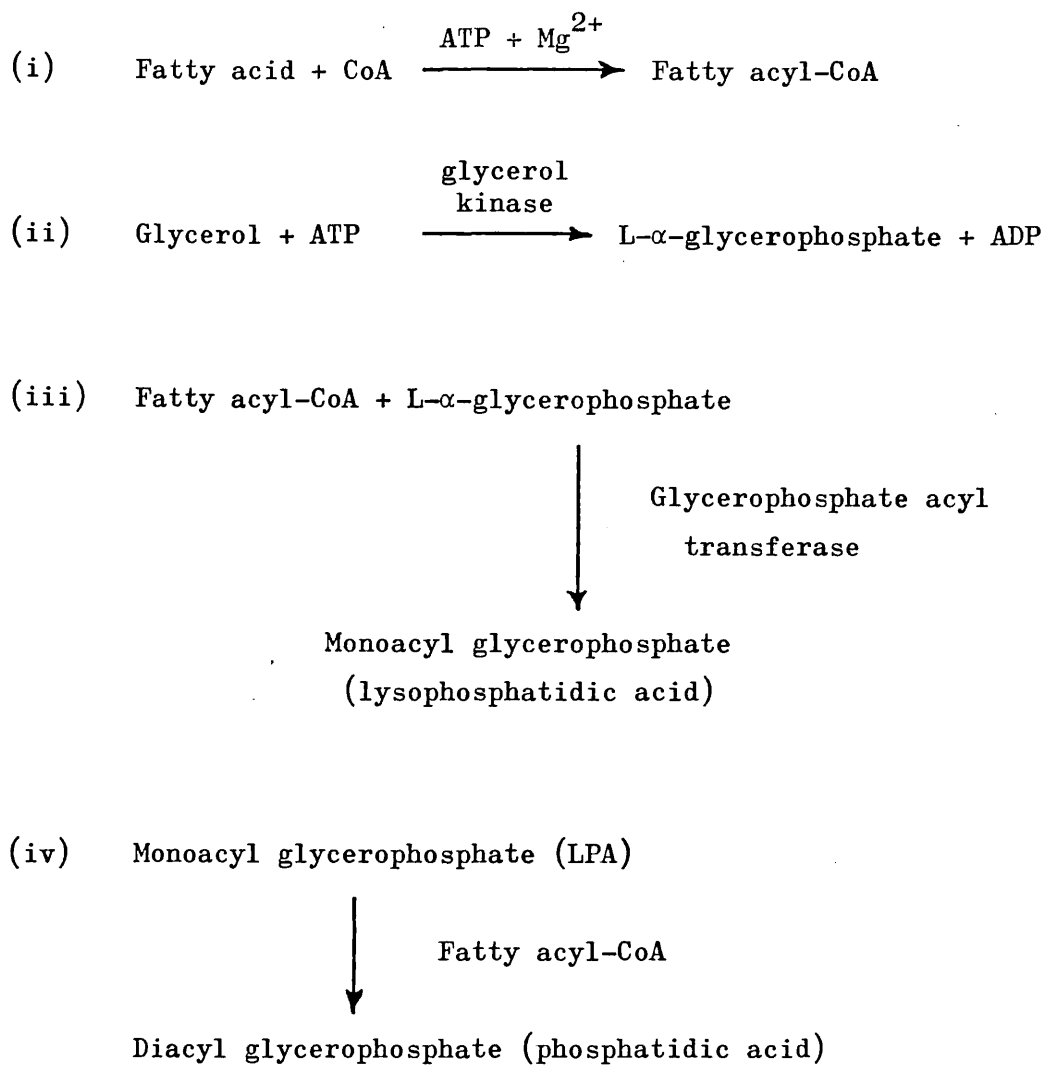 ATP + Mg2+
(i) Fatty acid + CoA Fatty acyl-CoA
glycerol
kinase
(ii) Glycerol + ATP L-α-glycerophosphate + ADP
(iii) Fatty acyl-CoA + L-α-glycerophosphate
Glycerophosphate acyl
transferase
Monoacyl glycerophosphate
(lysophosphatidic acid)
(iv) Monoacyl glycerophosphate (LPA)
Fatty acyl-CoA
Diacyl glycerophosphate (phosphatidic acid)